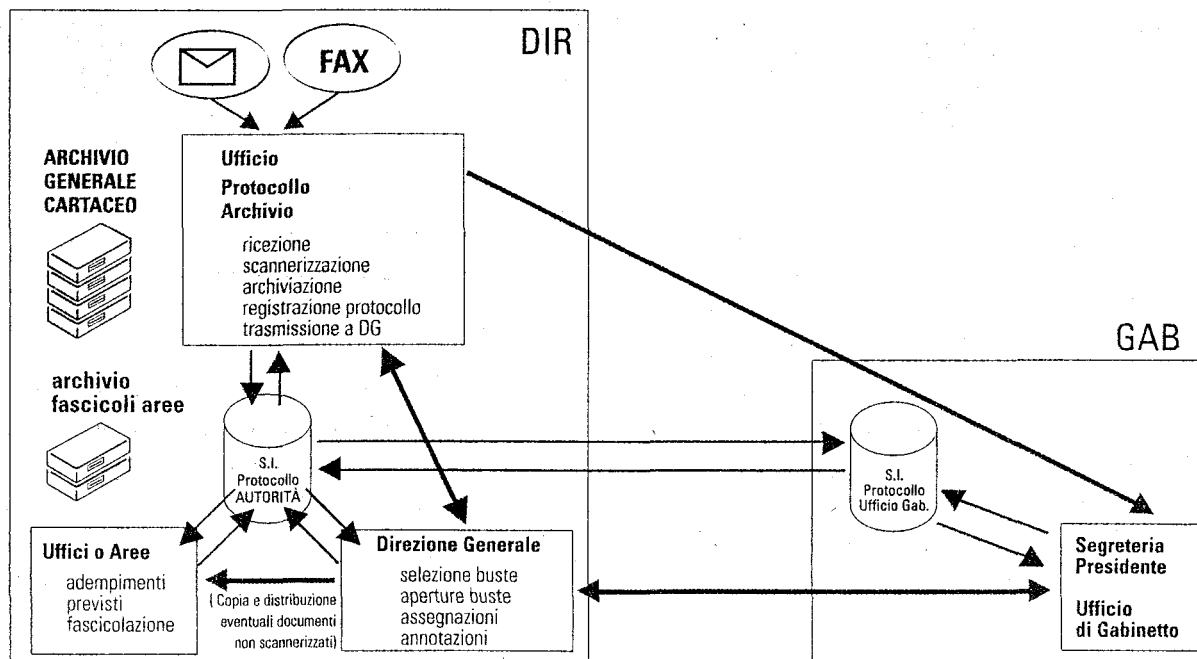 DIR
FAX
ARCHIVIO
GENERALE
CARTACEO
Ufficio
Protocollo
Archivio
ricezione
scannerizzazione
archiviazione
registrazione protocollo
trasmissione a DG
GAB
archivio
fascicoli aree
S.I.
Protocollo
AUTORITÀ
S.I.
Protocollo
Ufficio Gab.
Uffici o Aree
adempimenti
previsti
fascicolazione
( Copia e distribuzione
eventuali documenti
non scannerizzati)
Direzione Generale
selezione buste
aperture buste
assegnazioni
annotazioni
Segreteria
Presidente
Ufficio
di Gabinetto